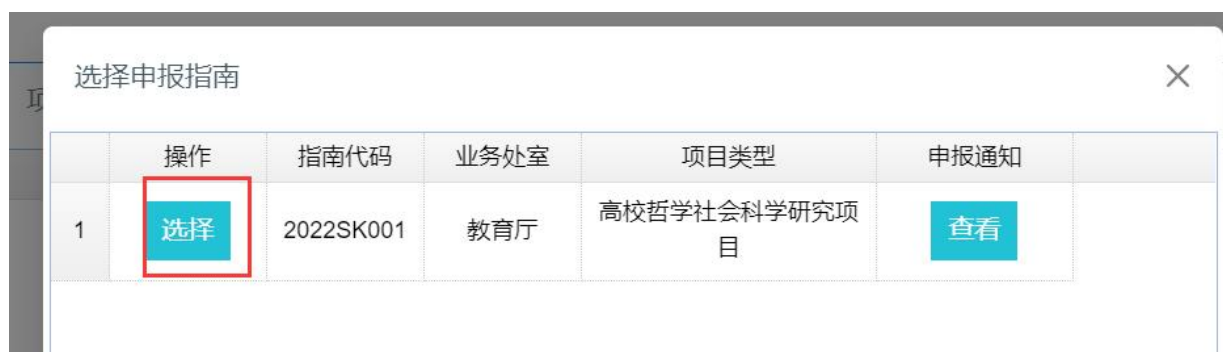 选择申报指南
项
操作 指南代码 业务处室 项目类型 申报通知
1 选择 2022SK001 教育厅 高校哲学社会科学研究项 查看
目